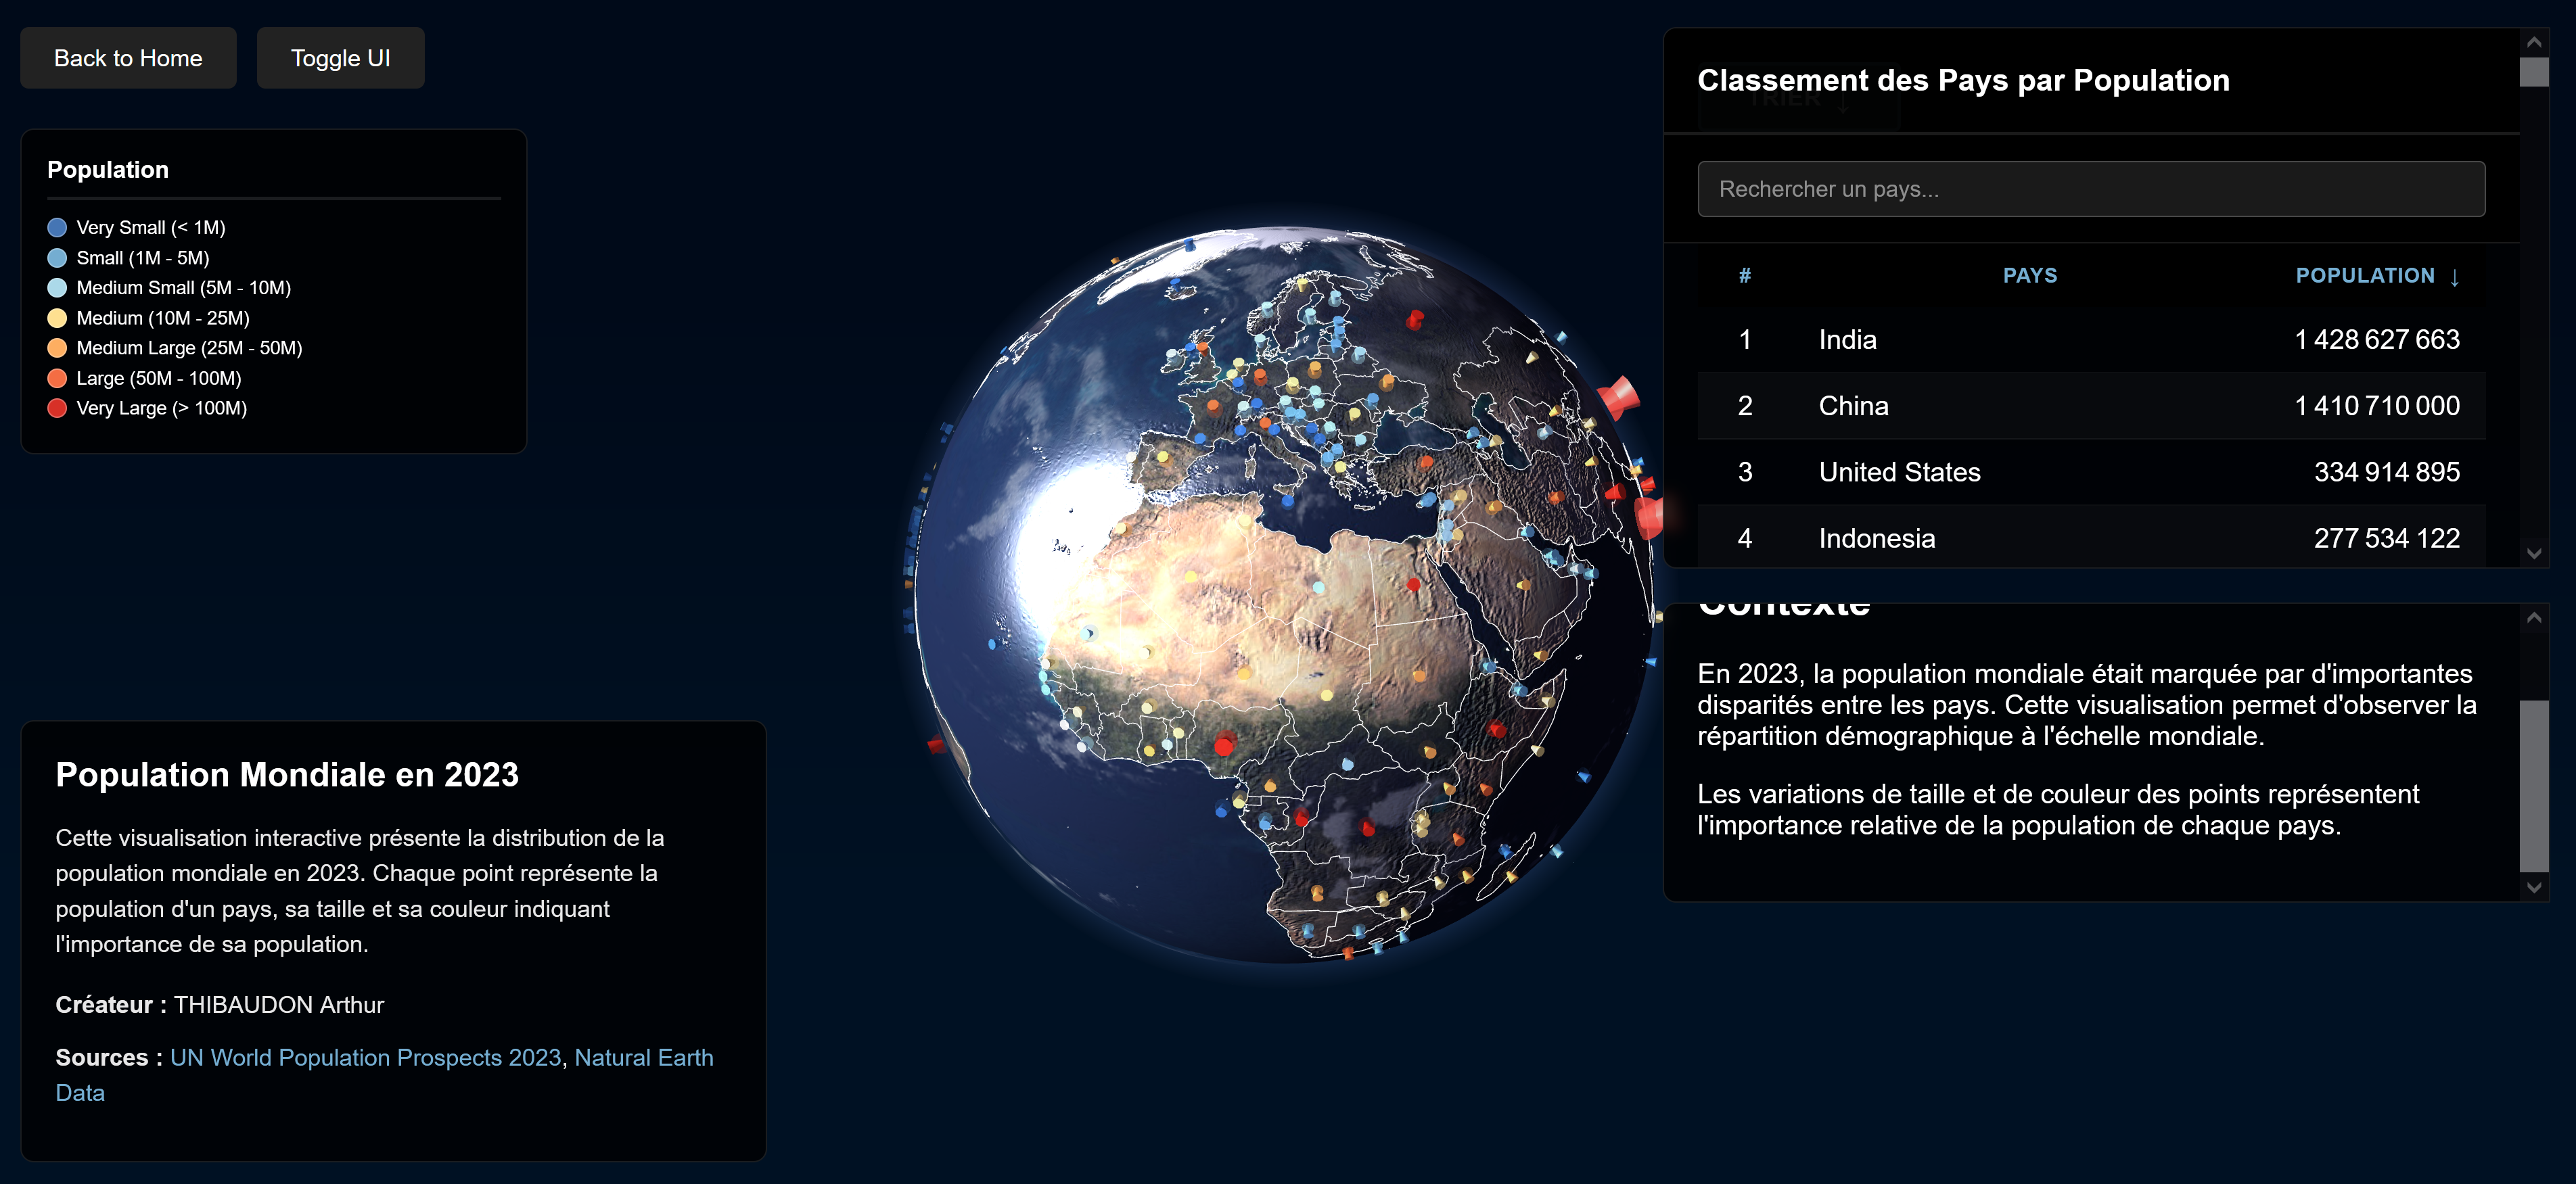 Back to Home
Toggle UI
Population
Very Small (< 1M)
Small (1M - 5M)
Medium Small (5M - 10M)
Medium (10M - 25M)
Medium Large (25M - 50M)
Large (50M - 100M)
Very Large (> 100M)
Population Mondiale en 2023
Cette visualisation interactive présente la distribution de la
population mondiale en 2023. Chaque point représente la
population d'un pays, sa taille et sa couleur indiquant
l'importance de sa population.
Créateur : THIBAUDON Arthur
Sources : UN World Population Prospects 2023, Natural Earth
Data
Classement des Pays par Population
TRIER ↓
Rechercher un pays...
# PAYS POPULATION ↓
1 India 1 428 627 663
2 China 1 410 710 000
3 United States 334 914 895
4 Indonesia 277 534 122
Contexte
En 2023, la population mondiale était marquée par d'importantes
disparités entre les pays. Cette visualisation permet d'observer la
répartition démographique à l'échelle mondiale.
Les variations de taille et de couleur des points représentent
l'importance relative de la population de chaque pays.